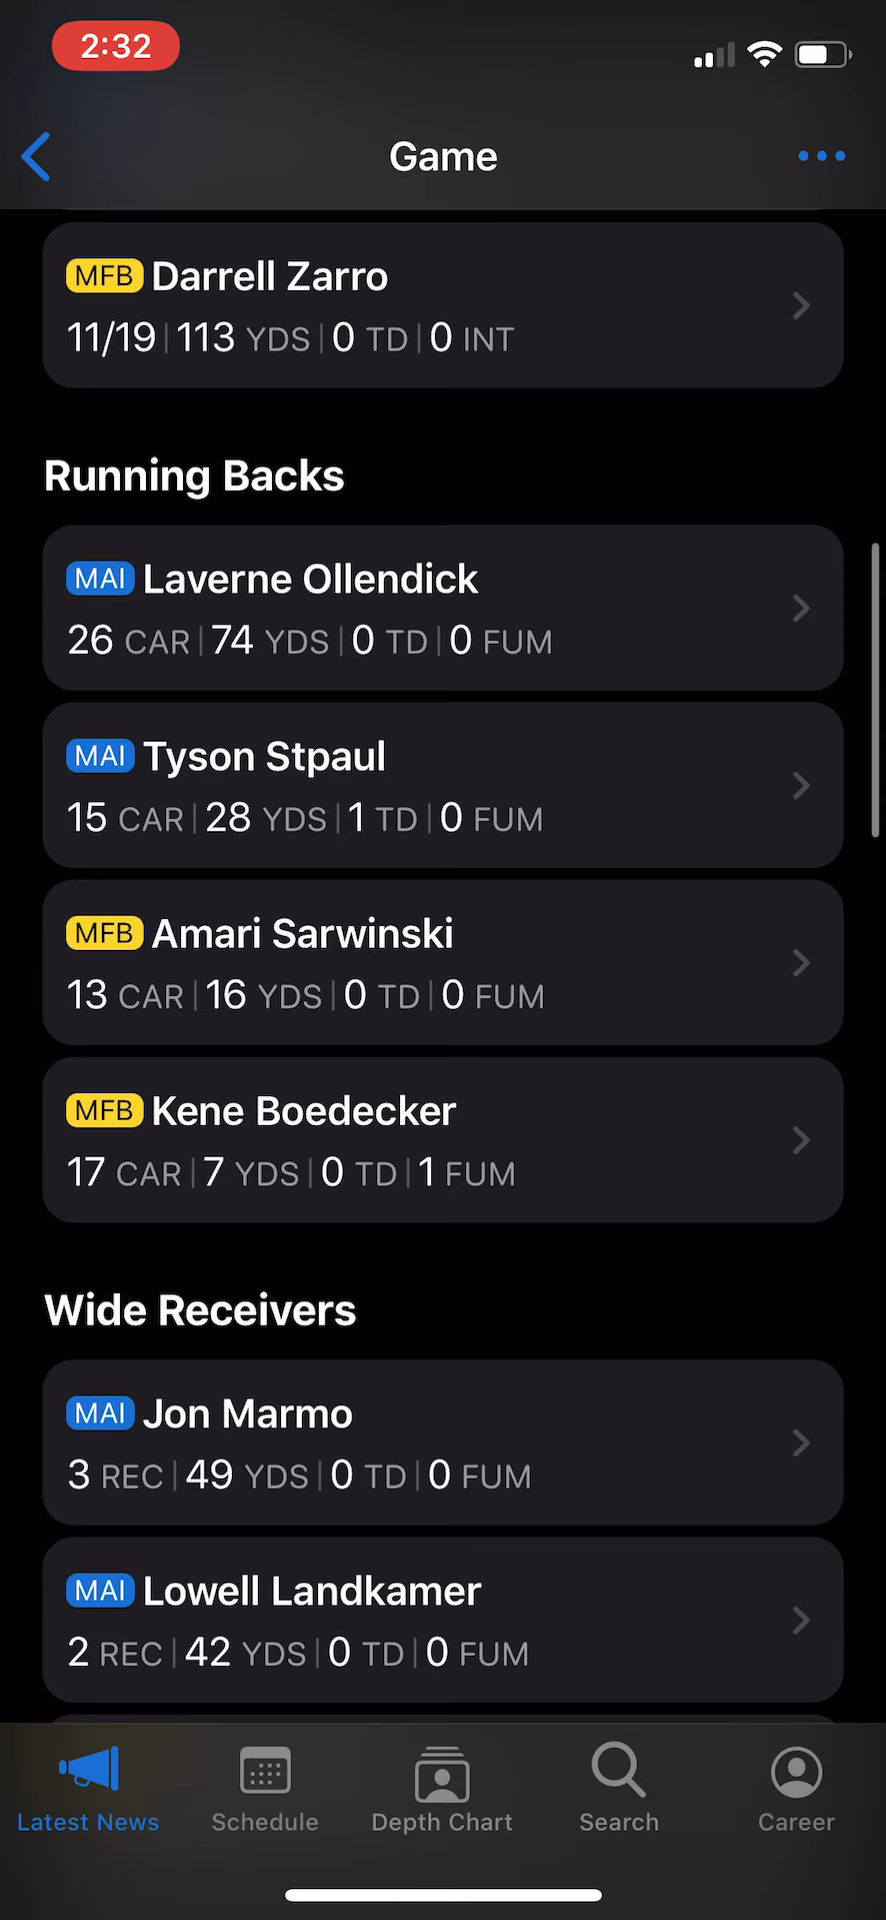 2:32
Game
MFB Darrell Zarro
11/19 | 113 YDS | 0 TD | 0 INT
Running Backs
MAI Laverne Ollendick
26 CAR | 74 YDS | 0 TD | 0 FUM
MAI Tyson Stpaul
15 CAR | 28 YDS | 1 TD | 0 FUM
MFB Amari Sarwinski
13 CAR | 16 YDS | 0 TD | 0 FUM
MFB Kene Boedecker
17 CAR | 7 YDS | 0 TD | 1 FUM
Wide Receivers
MAI Jon Marmo
3 REC | 49 YDS | 0 TD | 0 FUM
MAI Lowell Landkamer
2 REC | 42 YDS | 0 TD | 0 FUM
Latest News Schedule Depth Chart Search Career